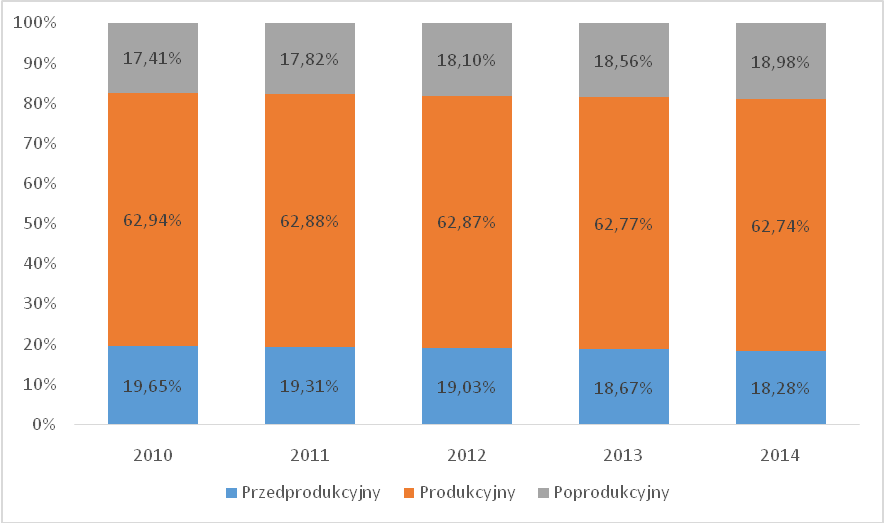 100%
90%
80%
70%
60%
50%
40%
30%
20%
10%
0%
17,41% 17,82% 18,10% 18,56% 18,98%
62,94% 62,88% 62,87% 62,77% 62,74%
19,65% 19,31% 19,03% 18,67% 18,28%
2010 2011 2012 2013 2014
Przedprodukcyjny Produkcyjny Poprodukcyjny